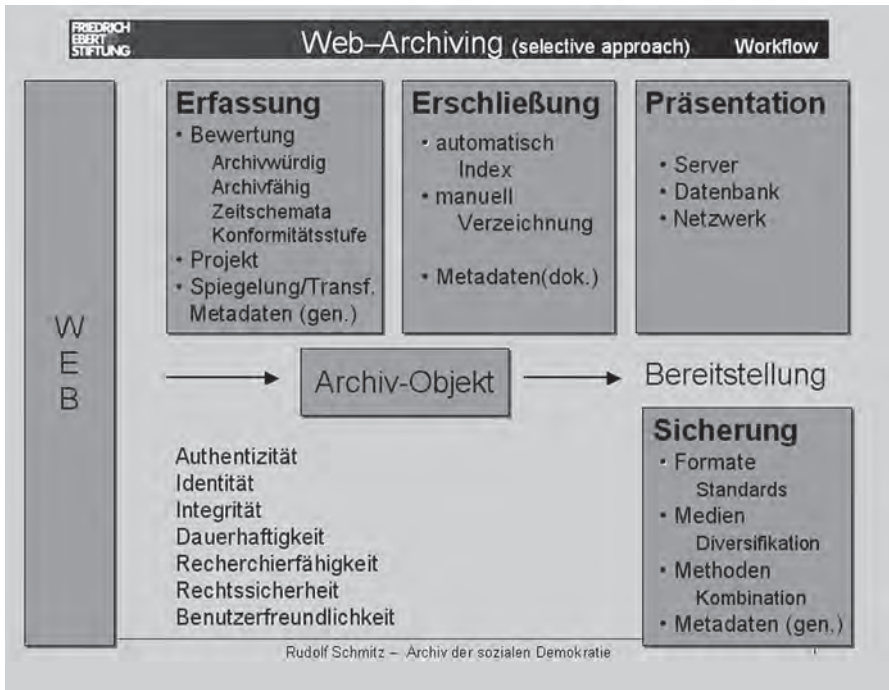 FRIEDRICH
EBERT
STIFTUNG
Web–Archiving (selective approach) Workflow
W
E
B
Erfassung
• Bewertung
Archivwürdig
Archivfähig
Zeitschemata
Konformitätsstufe
• Projekt
• Spiegelung/Transf.
Metadaten (gen.)
Erschließung
• automatisch
Index
• manuell
Verzeichnung
• Metadaten(dok.)
Präsentation
• Server
• Datenbank
• Netzwerk
Archiv-Objekt
Bereitstellung
Authentizität
Identität
Integrität
Dauerhaftigkeit
Recherchierfähigkeit
Rechtssicherheit
Benutzerfreundlichkeit
Sicherung
• Formate
Standards
• Medien
Diversifikation
• Methoden
Kombination
• Metadaten (gen.)
Rudolf Schmitz – Archiv der sozialen Demokratie